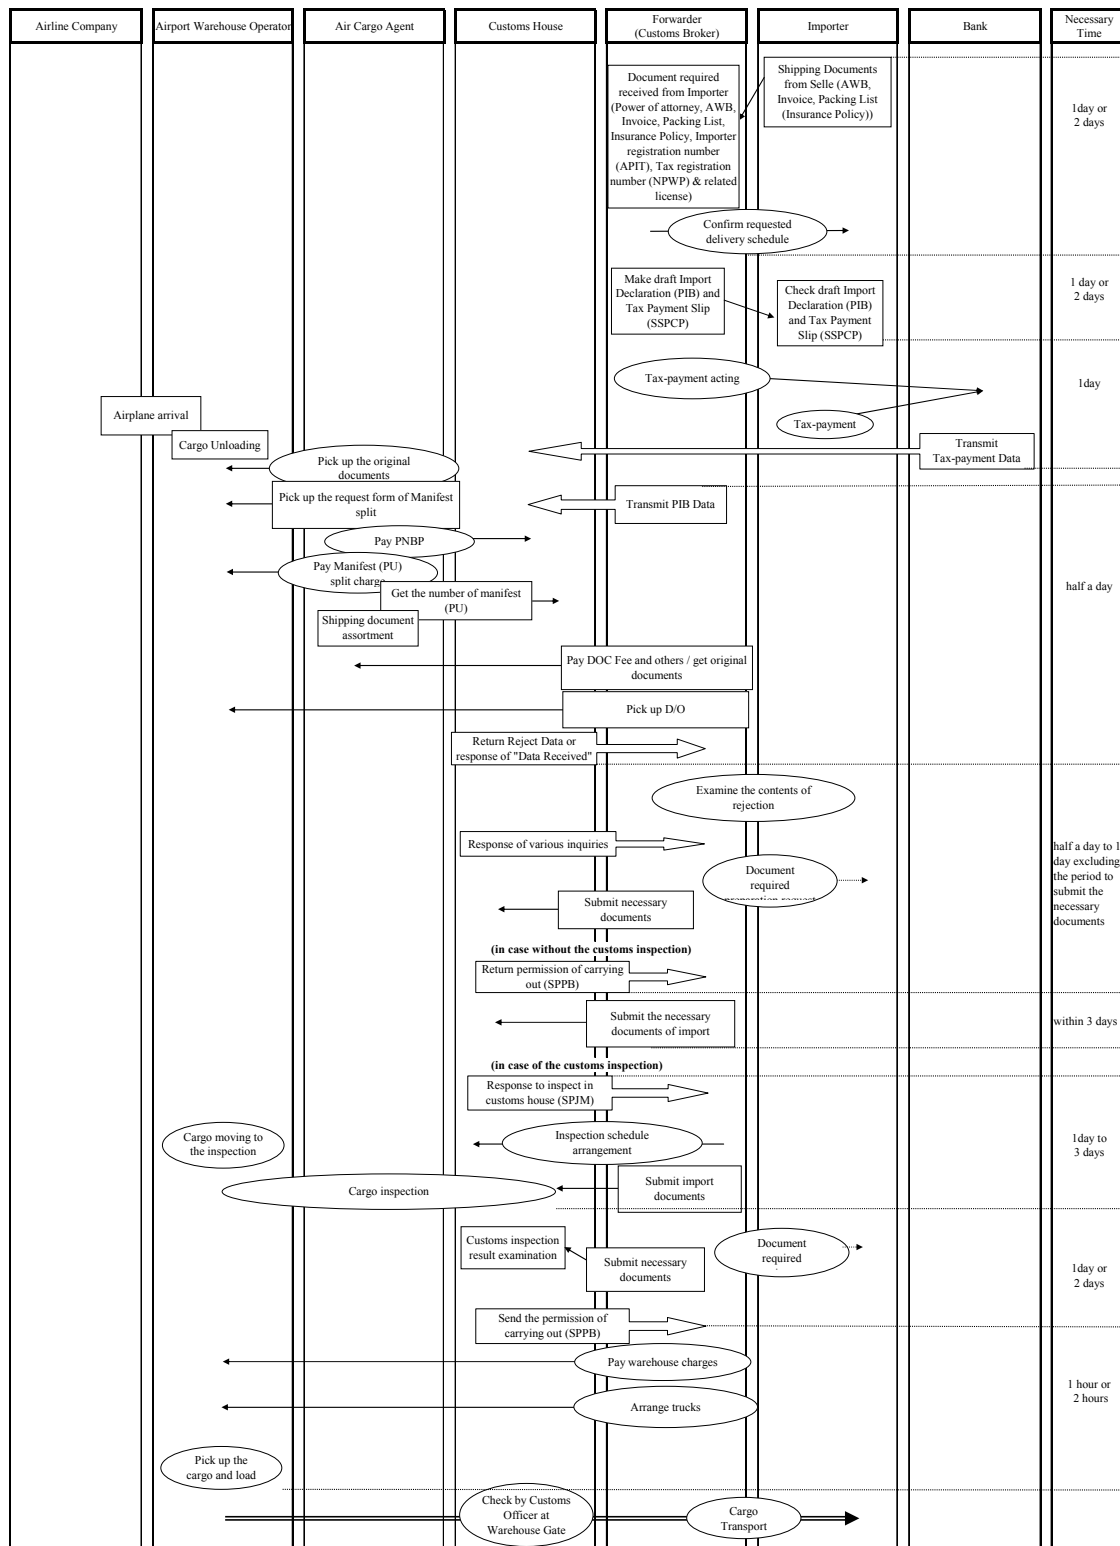 Airline Company
Airport Warehouse Operator
Air Cargo Agent
Customs House
Forwarder
(Customs Broker)
Importer
Bank
Necessary
Time
Document required
received from Importer
(Power of attorney, AWB,
Invoice, Packing List,
Insurance Policy, Importer
registration number
(APIT), Tax registration
number (NPWP) & related
license)
Shipping Documents
from Selle (AWB,
Invoice, Packing List
(Insurance Policy))
1day or
2 days
Confirm requested
delivery schedule
Make draft Import
Declaration (PIB) and
Tax Payment Slip
(SSPCP)
Check draft Import
Declaration (PIB)
and Tax Payment
Slip (SSPCP)
1 day or
2 days
Tax-payment acting
1day
Airplane arrival
Tax-payment
Cargo Unloading
Transmit
Tax-payment Data
Pick up the original
documents
Pick up the request form of Manifest
split
Transmit PIB Data
Pay PNBP
Pay Manifest (PU)
split charge
Get the number of manifest
(PU)
half a day
Shipping document
assortment
Pay DOC Fee and others / get original
documents
Pick up D/O
Return Reject Data or
response of "Data Received"
Examine the contents of
rejection
Response of various inquiries
half a day to 1
day excluding
the period to
submit the
necessary
documents
Document
required
Submit necessary
documents
(in case without the customs inspection)
Return permission of carrying
out (SPPB)
Submit the necessary
documents of import
within 3 days
(in case of the customs inspection)
Response to inspect in
customs house (SPJM)
Cargo moving to
the inspection
Inspection schedule
arrangement
1day to
3 days
Cargo inspection
Submit import
documents
Customs inspection
result examination
Document
required
Submit necessary
documents
1day or
2 days
Send the permission of
carrying out (SPPB)
Pay warehouse charges
1 hour or
2 hours
Arrange trucks
Pick up the
cargo and load
Check by Customs
Officer at
Warehouse Gate
Cargo
Transport